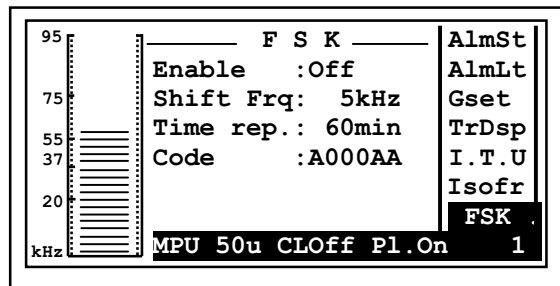 95
75
55
37
20
kHz
F S K
Enable :Off
Shift Frq: 5kHz
Time rep.: 60min
Code :A000AA
AlmSt
AlmLt
Gset
TrDsp
I.T.U
Isofr
FSK .
MPU 50u CLOff Pl.On 1